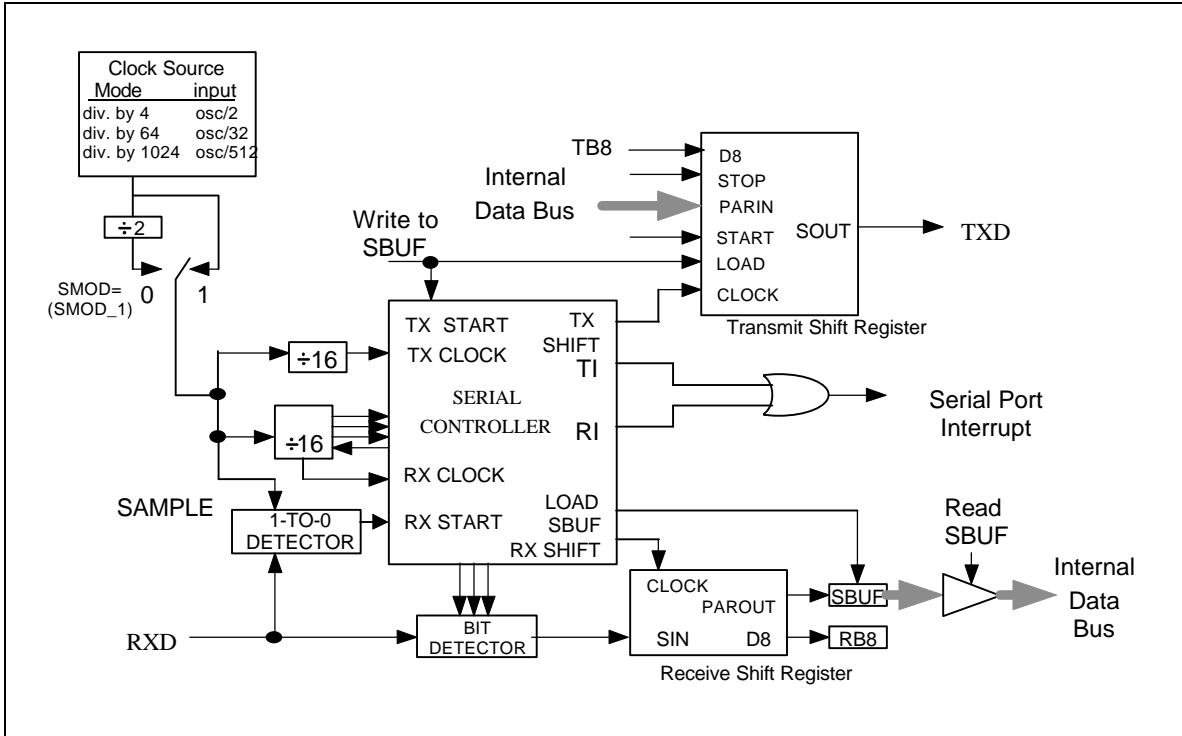 Clock Source
Mode input
div. by 4 osc/2
div. by 64 osc/32
div. by 1024 osc/512
÷2
SMOD= 0 1
(SMOD_1)
TB8
Internal
Data Bus
Write to
SBUF
D8
STOP
PARIN
START
SOUT
LOAD
CLOCK
TXD
Transmit Shift Register
÷16
÷16
TX START
TX CLOCK
TX
SHIFT
TI
SERIAL
CONTROLLER
RI
RX CLOCK
RX START
LOAD
SBUF
RX SHIFT
Serial Port
Interrupt
SAMPLE
1-TO-0
DETECTOR
RXD
BIT
DETECTOR
CLOCK
PAROUT
SIN D8
Receive Shift Register
SBUF
RB8
Read
SBUF
Internal
Data
Bus